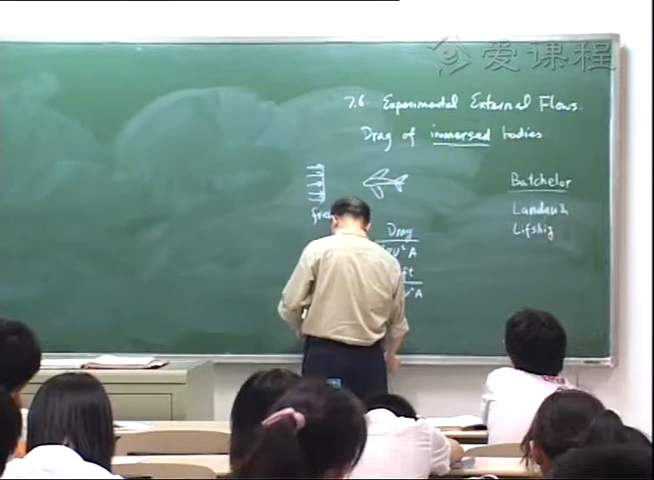 爱课程
7.6 Experimental External Flows.
Drag of immersed bodies
Batchelor
Landau &
Lifshiz
Drag